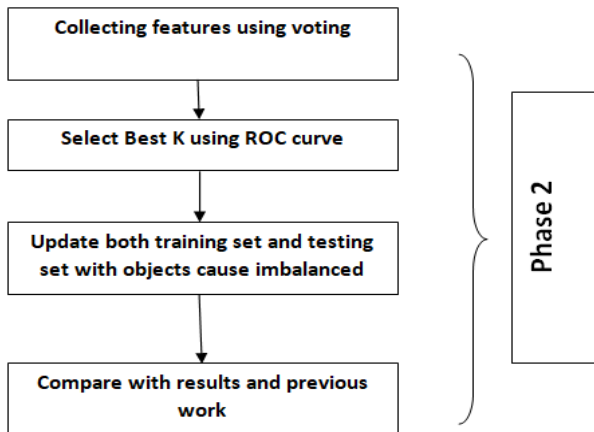 Collecting features using voting
Select Best K using ROC curve
Update both training set and testing
set with objects cause imbalanced
Compare with results and previous
work
Phase 2